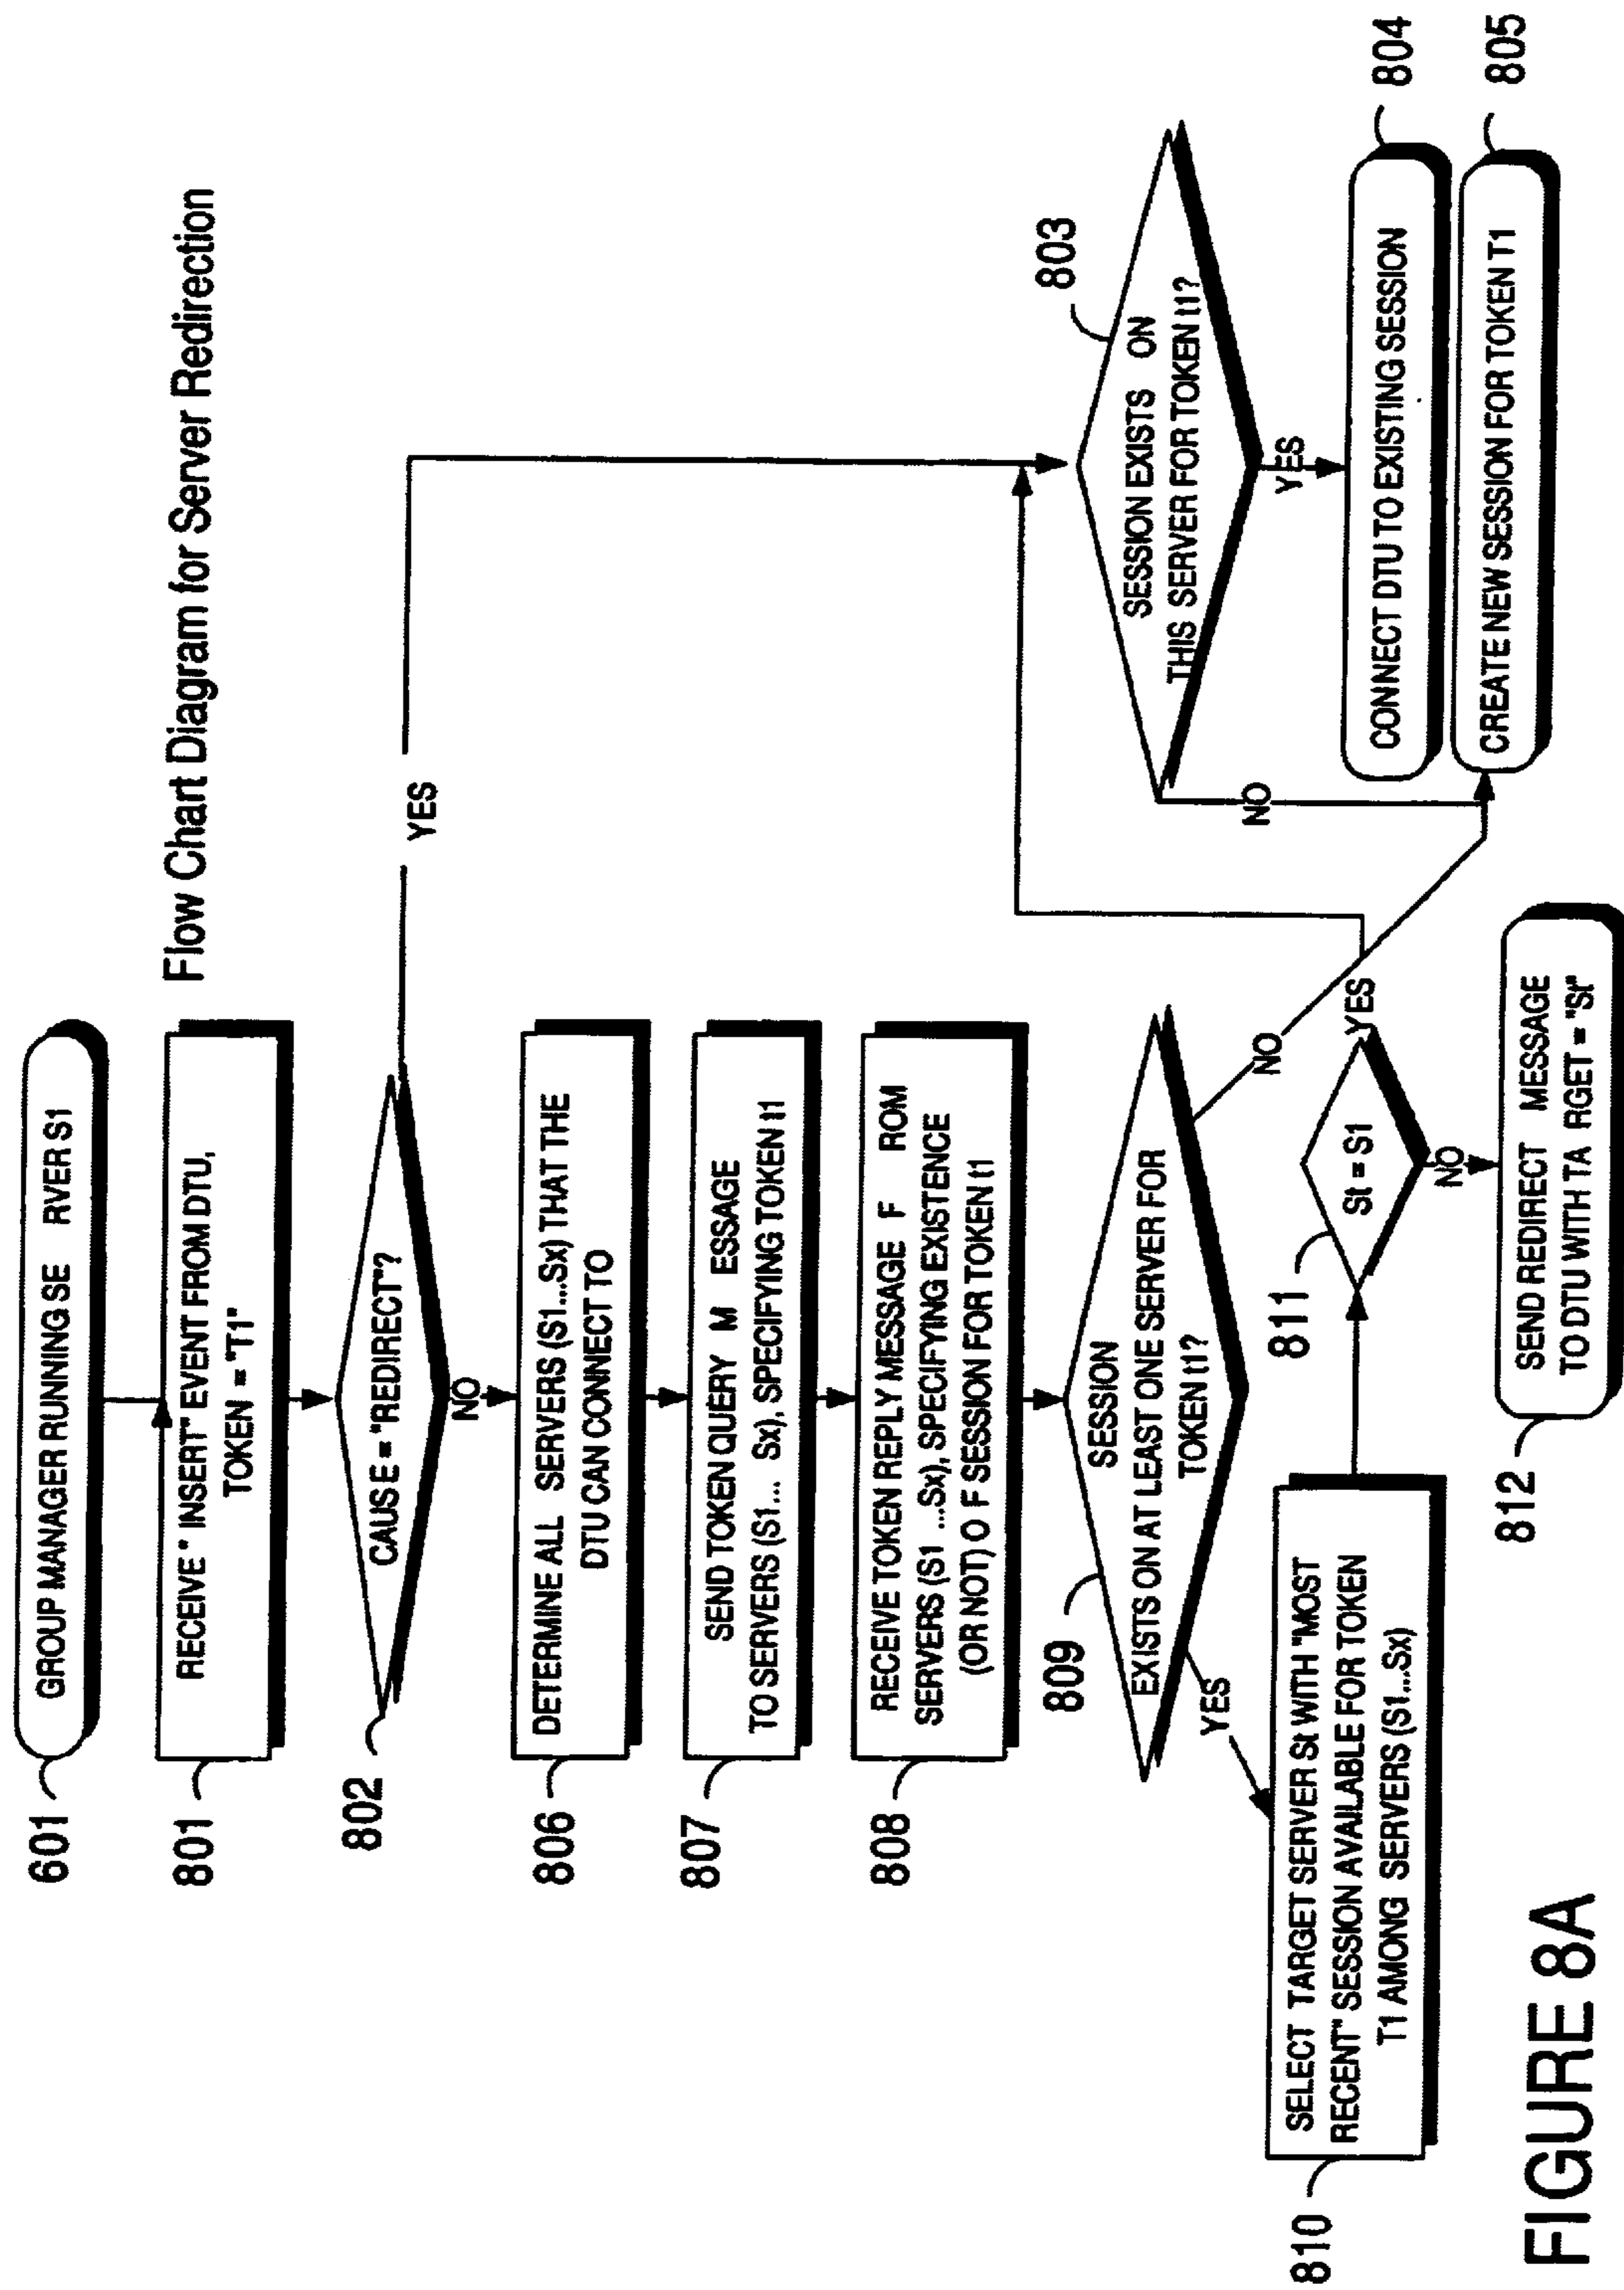 Flow Chart Diagram for Server Redirection
601
GROUP MANAGER RUNNING SE RVER S1
801
RECEIVE " INSERT" EVENT FROM DTU,
TOKEN = "T1"
802
CAUSE = "REDIRECT"?
YES
NO
806
DETERMINE ALL SERVERS (S1...Sx) THAT THE
DTU CAN CONNECT TO
807
SEND TOKEN QUERY M ESSAGE
TO SERVERS (S1... Sx), SPECIFYING TOKEN t1
808
RECEIVE TOKEN REPLY MESSAGE F ROM
SERVERS (S1 ...Sx), SPECIFYING EXISTENCE
(OR NOT) O F SESSION FOR TOKEN t1
809
SESSION
EXISTS ON AT LEAST ONE SERVER FOR
TOKEN t1?
YES
NO
810
SELECT TARGET SERVER St WITH "MOST
RECENT" SESSION AVAILABLE FOR TOKEN
T1 AMONG SERVERS (S1...Sx)
811
St = S1
YES
NO
812
SEND REDIRECT MESSAGE
TO DTU WITH TA RGET = "St"
803
SESSION EXISTS ON
THIS SERVER FOR TOKEN t1?
YES
NO
804
CONNECT DTU TO EXISTING SESSION
805
CREATE NEW SESSION FOR TOKEN T1
FIGURE 8A